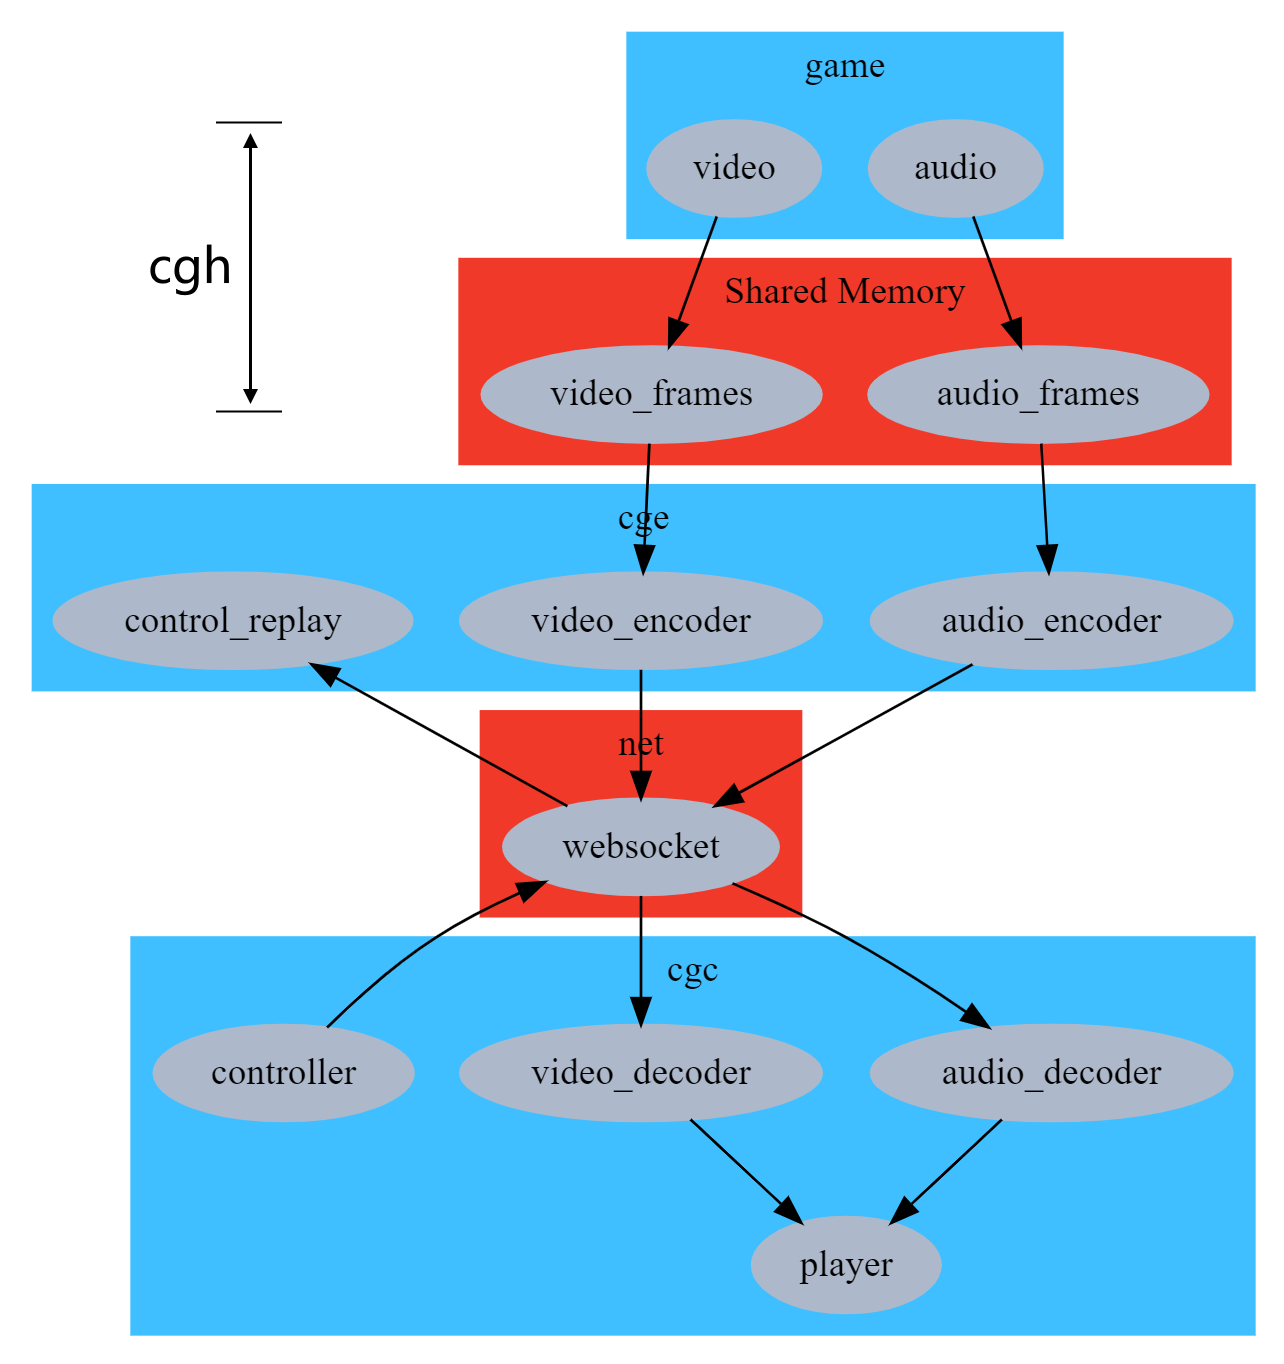 game
video
audio
cgh
Shared Memory
video_frames
audio_frames
cge
control_replay
video_encoder
audio_encoder
net
websocket
cgc
controller
video_decoder
audio_decoder
player